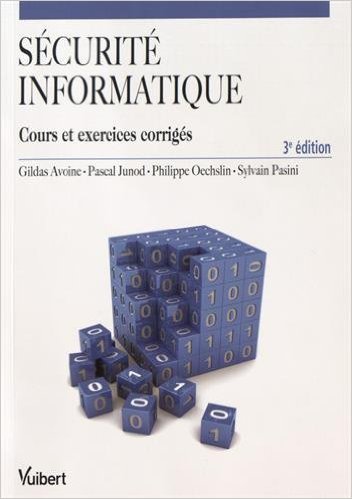 SÉCURITÉ
INFORMATIQUE
Cours et exercices corrigés
3e édition
Gildas Avoine • Pascal Junod • Philippe Oechslin • Sylvain Pasini
Vuibert